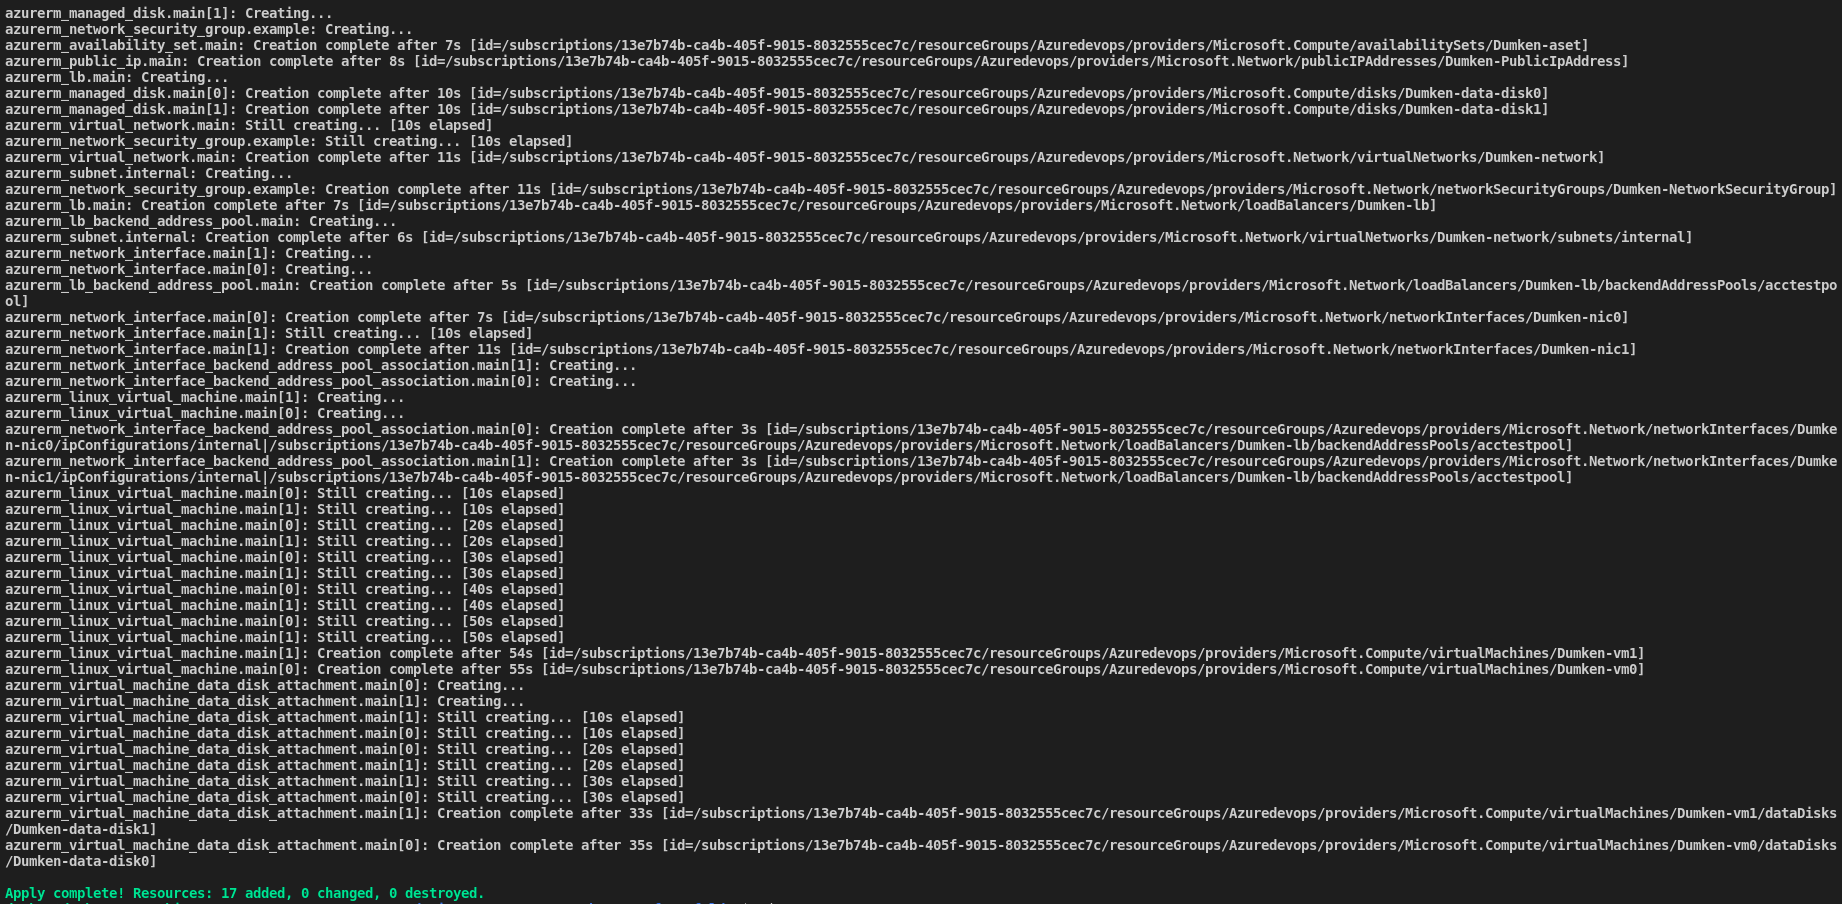 azurerm_managed_disk.main[1]: Creating...
azurerm_network_security_group.example: Creating...
azurerm_availability_set.main: Creation complete after 7s [id=/subscriptions/13e7b74b-ca4b-405f-9015-8032555cec7c/resourceGroups/Azuredevops/providers/Microsoft.Compute/availabilitySets/Dumken-aset]
azurerm_public_ip.main: Creation complete after 8s [id=/subscriptions/13e7b74b-ca4b-405f-9015-8032555cec7c/resourceGroups/Azuredevops/providers/Microsoft.Network/publicIPAddresses/Dumken-PublicIpAddress]
azurerm_lb.main: Creating...
azurerm_managed_disk.main[0]: Creation complete after 10s [id=/subscriptions/13e7b74b-ca4b-405f-9015-8032555cec7c/resourceGroups/Azuredevops/providers/Microsoft.Compute/disks/Dumken-data-disk0]
azurerm_managed_disk.main[1]: Creation complete after 10s [id=/subscriptions/13e7b74b-ca4b-405f-9015-8032555cec7c/resourceGroups/Azuredevops/providers/Microsoft.Compute/disks/Dumken-data-disk1]
azurerm_virtual_network.main: Still creating... [10s elapsed]
azurerm_network_security_group.example: Still creating... [10s elapsed]
azurerm_virtual_network.main: Creation complete after 11s [id=/subscriptions/13e7b74b-ca4b-405f-9015-8032555cec7c/resourceGroups/Azuredevops/providers/Microsoft.Network/virtualNetworks/Dumken-network]
azurerm_subnet.internal: Creating...
azurerm_network_security_group.example: Creation complete after 11s [id=/subscriptions/13e7b74b-ca4b-405f-9015-8032555cec7c/resourceGroups/Azuredevops/providers/Microsoft.Network/networkSecurityGroups/Dumken-NetworkSecurityGroup]
azurerm_lb.main: Creation complete after 7s [id=/subscriptions/13e7b74b-ca4b-405f-9015-8032555cec7c/resourceGroups/Azuredevops/providers/Microsoft.Network/loadBalancers/Dumken-lb]
azurerm_lb_backend_address_pool.main: Creating...
azurerm_subnet.internal: Creation complete after 6s [id=/subscriptions/13e7b74b-ca4b-405f-9015-8032555cec7c/resourceGroups/Azuredevops/providers/Microsoft.Network/virtualNetworks/Dumken-network/subnets/internal]
azurerm_network_interface.main[1]: Creating...
azurerm_network_interface.main[0]: Creating...
azurerm_lb_backend_address_pool.main: Creation complete after 5s [id=/subscriptions/13e7b74b-ca4b-405f-9015-8032555cec7c/resourceGroups/Azuredevops/providers/Microsoft.Network/loadBalancers/Dumken-lb/backendAddressPools/acctestpo
ol]
azurerm_network_interface.main[0]: Creation complete after 7s [id=/subscriptions/13e7b74b-ca4b-405f-9015-8032555cec7c/resourceGroups/Azuredevops/providers/Microsoft.Network/networkInterfaces/Dumken-nic0]
azurerm_network_interface.main[1]: Still creating... [10s elapsed]
azurerm_network_interface.main[1]: Creation complete after 11s [id=/subscriptions/13e7b74b-ca4b-405f-9015-8032555cec7c/resourceGroups/Azuredevops/providers/Microsoft.Network/networkInterfaces/Dumken-nic1]
azurerm_network_interface_backend_address_pool_association.main[1]: Creating...
azurerm_network_interface_backend_address_pool_association.main[0]: Creating...
azurerm_linux_virtual_machine.main[1]: Creating...
azurerm_linux_virtual_machine.main[0]: Creating...
azurerm_network_interface_backend_address_pool_association.main[0]: Creation complete after 3s [id=/subscriptions/13e7b74b-ca4b-405f-9015-8032555cec7c/resourceGroups/Azuredevops/providers/Microsoft.Network/networkInterfaces/Dumke
n-nic0/ipConfigurations/internal|/subscriptions/13e7b74b-ca4b-405f-9015-8032555cec7c/resourceGroups/Azuredevops/providers/Microsoft.Network/loadBalancers/Dumken-lb/backendAddressPools/acctestpool]
azurerm_network_interface_backend_address_pool_association.main[1]: Creation complete after 3s [id=/subscriptions/13e7b74b-ca4b-405f-9015-8032555cec7c/resourceGroups/Azuredevops/providers/Microsoft.Network/networkInterfaces/Dumke
n-nic1/ipConfigurations/internal|/subscriptions/13e7b74b-ca4b-405f-9015-8032555cec7c/resourceGroups/Azuredevops/providers/Microsoft.Network/loadBalancers/Dumken-lb/backendAddressPools/acctestpool]
azurerm_linux_virtual_machine.main[0]: Still creating... [10s elapsed]
azurerm_linux_virtual_machine.main[1]: Still creating... [10s elapsed]
azurerm_linux_virtual_machine.main[0]: Still creating... [20s elapsed]
azurerm_linux_virtual_machine.main[1]: Still creating... [20s elapsed]
azurerm_linux_virtual_machine.main[0]: Still creating... [30s elapsed]
azurerm_linux_virtual_machine.main[1]: Still creating... [30s elapsed]
azurerm_linux_virtual_machine.main[0]: Still creating... [40s elapsed]
azurerm_linux_virtual_machine.main[1]: Still creating... [40s elapsed]
azurerm_linux_virtual_machine.main[0]: Still creating... [50s elapsed]
azurerm_linux_virtual_machine.main[1]: Still creating... [50s elapsed]
azurerm_linux_virtual_machine.main[1]: Creation complete after 54s [id=/subscriptions/13e7b74b-ca4b-405f-9015-8032555cec7c/resourceGroups/Azuredevops/providers/Microsoft.Compute/virtualMachines/Dumken-vm1]
azurerm_linux_virtual_machine.main[0]: Creation complete after 55s [id=/subscriptions/13e7b74b-ca4b-405f-9015-8032555cec7c/resourceGroups/Azuredevops/providers/Microsoft.Compute/virtualMachines/Dumken-vm0]
azurerm_virtual_machine_data_disk_attachment.main[0]: Creating...
azurerm_virtual_machine_data_disk_attachment.main[1]: Creating...
azurerm_virtual_machine_data_disk_attachment.main[1]: Still creating... [10s elapsed]
azurerm_virtual_machine_data_disk_attachment.main[0]: Still creating... [10s elapsed]
azurerm_virtual_machine_data_disk_attachment.main[0]: Still creating... [20s elapsed]
azurerm_virtual_machine_data_disk_attachment.main[1]: Still creating... [20s elapsed]
azurerm_virtual_machine_data_disk_attachment.main[1]: Still creating... [30s elapsed]
azurerm_virtual_machine_data_disk_attachment.main[0]: Still creating... [30s elapsed]
azurerm_virtual_machine_data_disk_attachment.main[1]: Creation complete after 33s [id=/subscriptions/13e7b74b-ca4b-405f-9015-8032555cec7c/resourceGroups/Azuredevops/providers/Microsoft.Compute/virtualMachines/Dumken-vm1/dataDisks
/Dumken-data-disk1]
azurerm_virtual_machine_data_disk_attachment.main[0]: Creation complete after 35s [id=/subscriptions/13e7b74b-ca4b-405f-9015-8032555cec7c/resourceGroups/Azuredevops/providers/Microsoft.Compute/virtualMachines/Dumken-vm0/dataDisks
/Dumken-data-disk0]
Apply complete! Resources: 17 added, 0 changed, 0 destroyed.